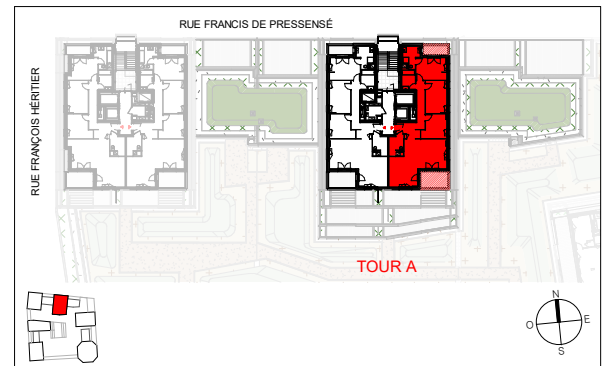 RUE FRANCIS DE PRESSENSÉ
RUE FRANÇOIS HÉRITIER
TOUR A
N
O E
S